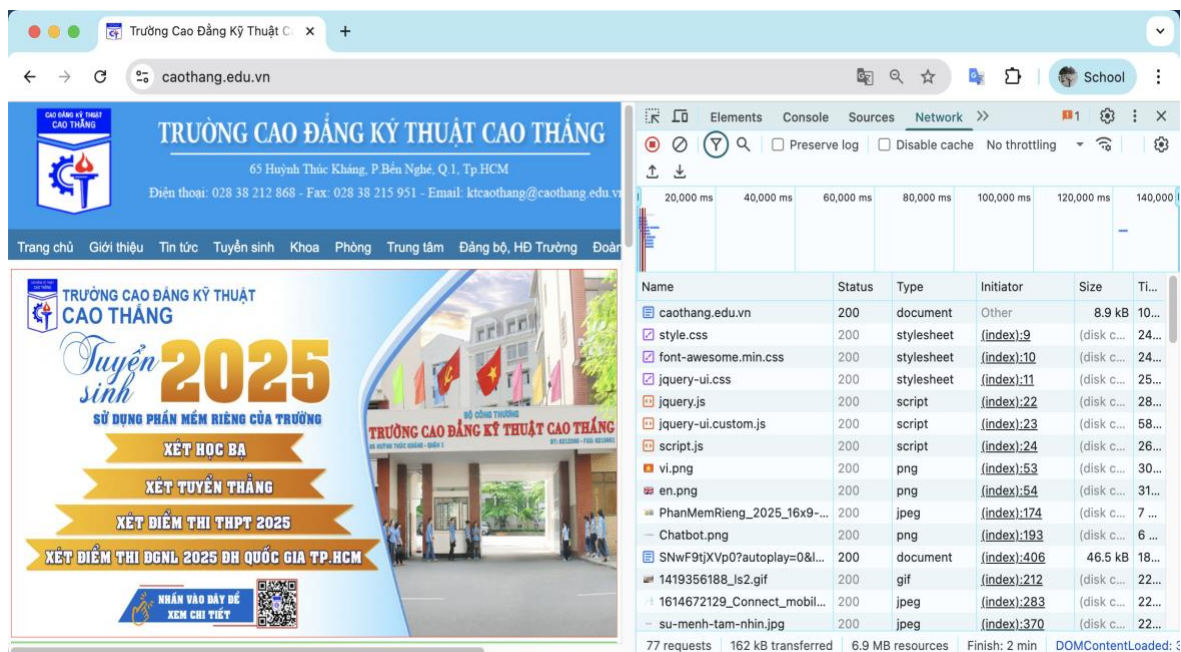 Trường Cao Đẳng Kỹ Thuật C
caothang.edu.vn
School
CAO ĐẲNG KỸ THUẬT
CAO THẮNG
TRƯỜNG CAO ĐẲNG KỸ THUẬT CAO THẮNG
65 Huỳnh Thúc Kháng, P.Bến Nghé, Q.1, Tp.HCM
Điện thoại: 028 38 212 868 - Fax: 028 38 215 951 - Email: ktcaothang@caothang.edu.vn
Trang chủ Giới thiệu Tin tức Tuyển sinh Khoa Phòng Trung tâm Đảng bộ, HĐ Trường Đoàn
TRƯỜNG CAO ĐẲNG KỸ THUẬT
CAO THẮNG
Tuyển sinh 2025
SỬ DỤNG PHẦN MỀM RIÊNG CỦA TRƯỜNG
XÉT HỌC BẠ
XÉT TUYỂN THẲNG
XÉT ĐIỂM THI THPT 2025
XÉT ĐIỂM THI ĐGNL 2025 ĐH QUỐC GIA TP.HCM
NHẤN VÀO ĐÂY ĐỂ
XEM CHI TIẾT
BỘ CÔNG THƯƠNG
TRƯỜNG CAO ĐẲNG KỸ THUẬT CAO THẮNG
Elements Console Sources Network 1
Preserve log Disable cache No throttling
20,000 ms 40,000 ms 60,000 ms 80,000 ms 100,000 ms 120,000 ms 140,000
Name Status Type Initiator Size Ti...
caothang.edu.vn 200 document Other 8.9 kB 10...
style.css 200 stylesheet (index):9 (disk c... 24...
font-awesome.min.css 200 stylesheet (index):10 (disk c... 24...
jquery-ui.css 200 stylesheet (index):11 (disk c... 25...
jquery.js 200 script (index):22 (disk c... 28...
jquery-ui.custom.js 200 script (index):23 (disk c... 58...
script.js 200 script (index):24 (disk c... 26...
vi.png 200 png (index):53 (disk c... 30...
en.png 200 png (index):54 (disk c... 31...
PhanMemRieng_2025_16x9-... 200 jpeg (index):174 (disk c... 7 ...
Chatbot.png 200 png (index):193 (disk c... 6 ...
SNwF9tjXVp0?autoplay=0&l... 200 document (index):406 46.5 kB 18...
1419356188_ls2.gif 200 gif (index):212 (disk c... 22...
1614672129_Connect_mobil... 200 jpeg (index):283 (disk c... 22...
su-menh-tam-nhin.jpg 200 jpeg (index):370 (disk c... 22...
77 requests 162 kB transferred 6.9 MB resources Finish: 2 min DOMContentLoaded: 3